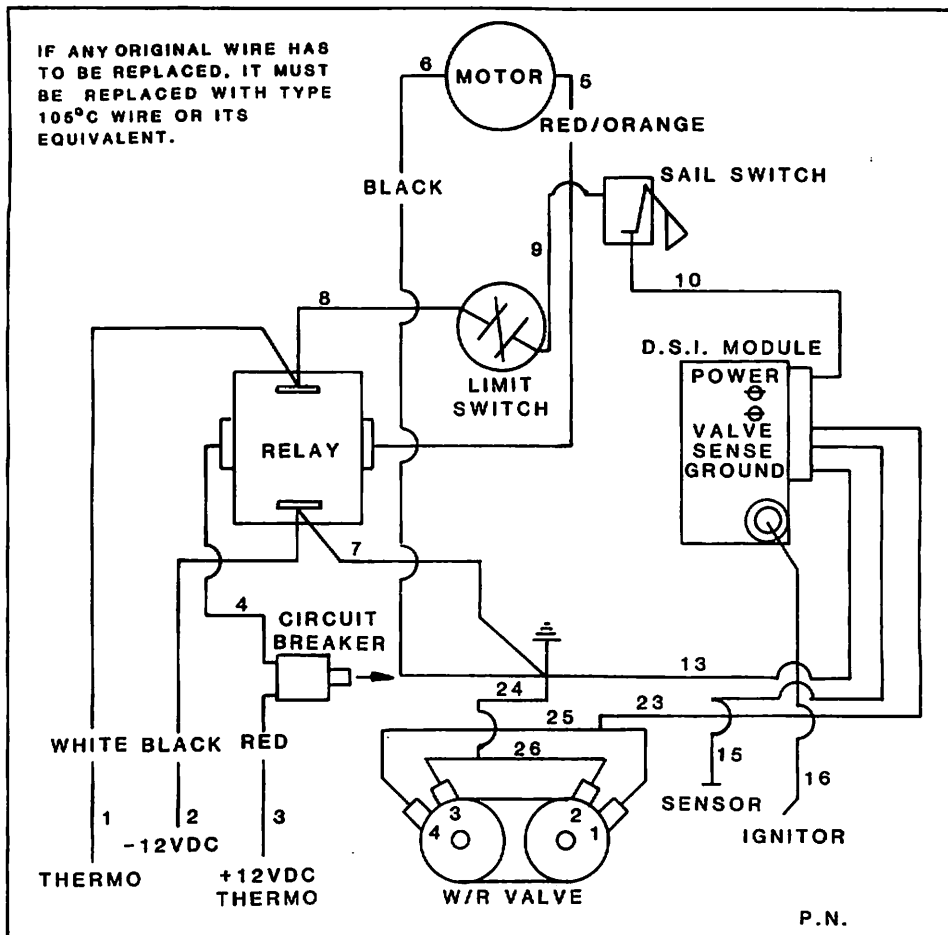 IF ANY ORIGINAL WIRE HAS
TO BE REPLACED, IT MUST
BE REPLACED WITH TYPE
105°C WIRE OR ITS
EQUIVALENT.
6
MOTOR
5
RED/ORANGE
BLACK
SAIL SWITCH
9
10
8
D.S.I. MODULE
LIMIT
SWITCH
POWER
VALVE
SENSE
GROUND
RELAY
7
4
CIRCUIT
BREAKER
13
24
25
23
26
WHITE BLACK RED
15
16
SENSOR
IGNITOR
1
2
3
3
4
2
1
-12VDC
THERMO
+12VDC
THERMO
W/R VALVE
P.N.